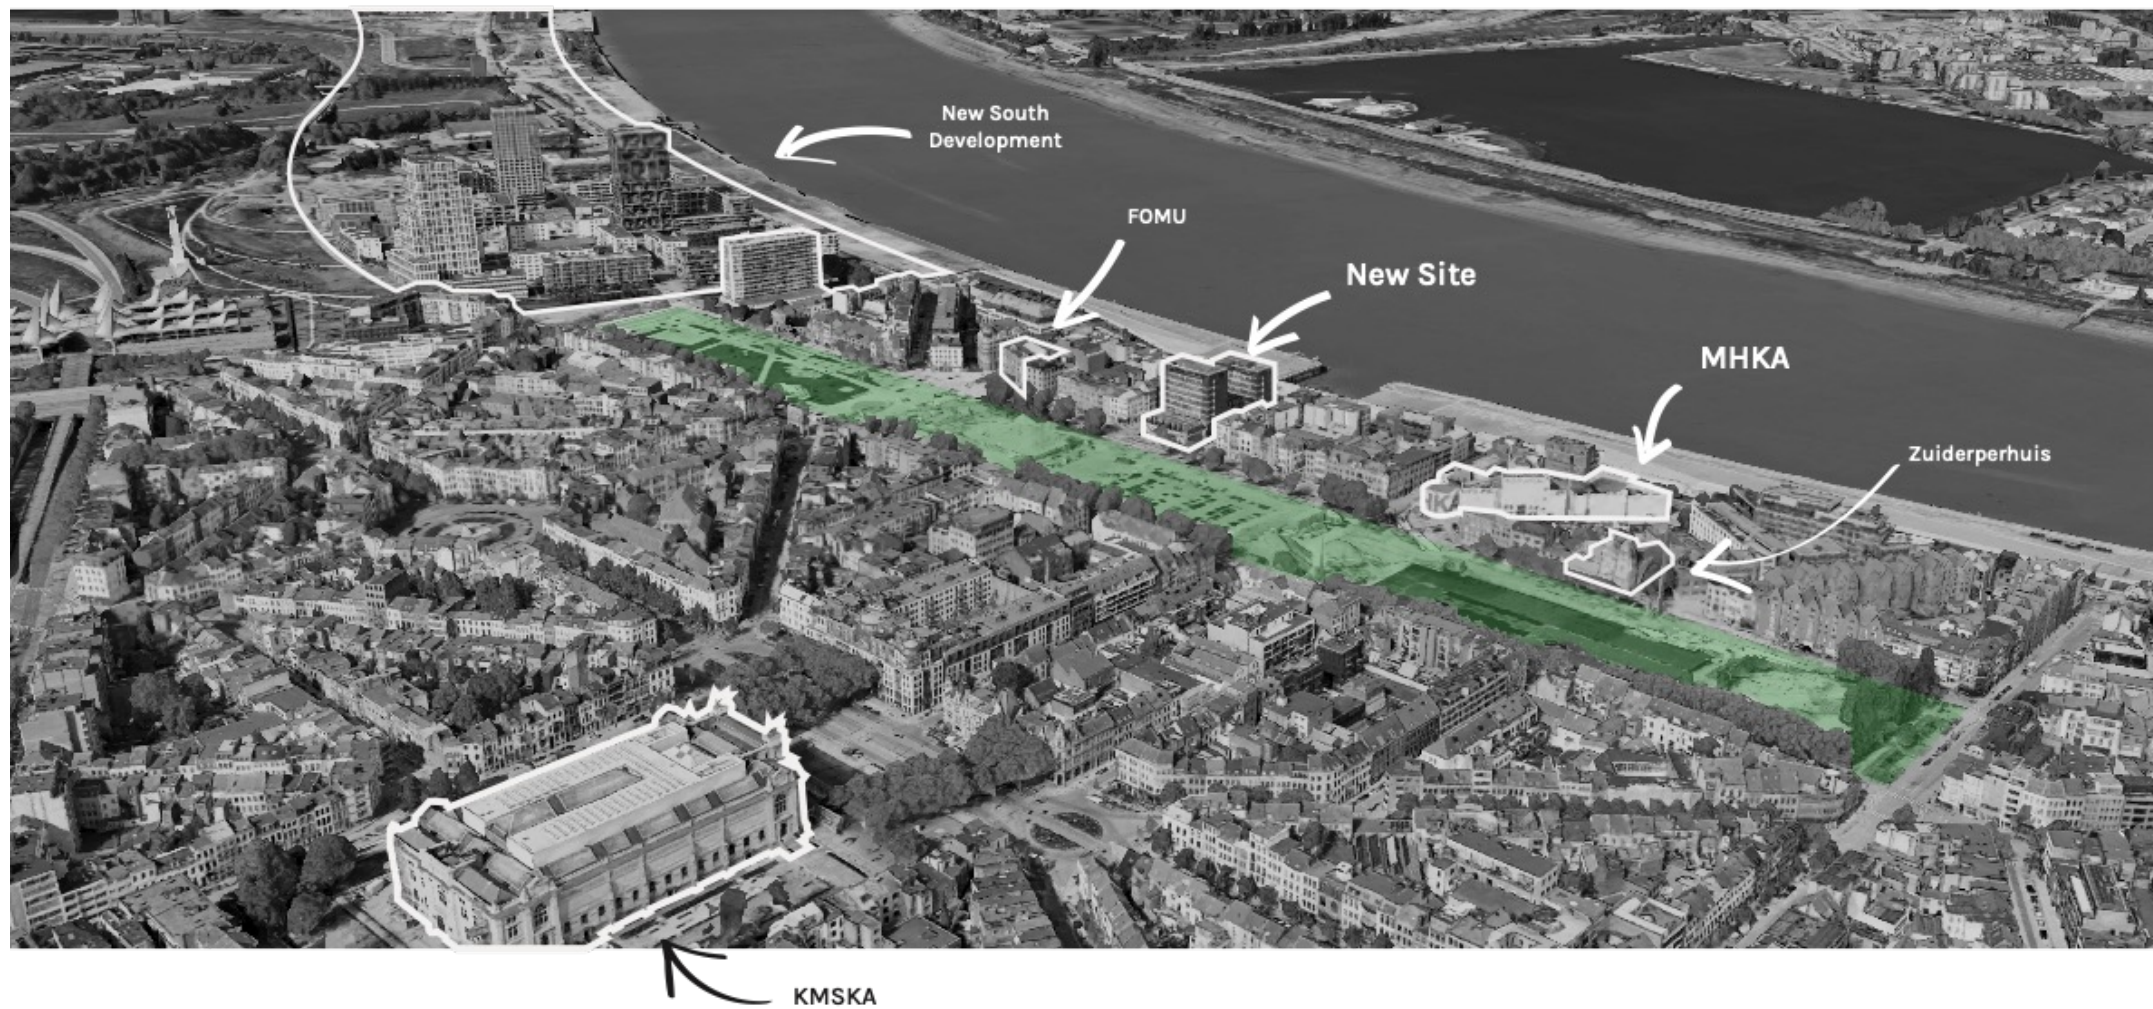 New South
Development
FOMU
New Site
MHKA
Zuiderperhuis
KMSKA